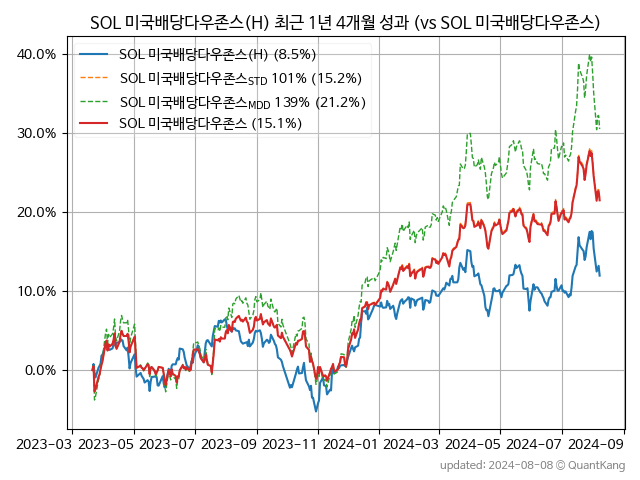 SOL 미국배당다우존스(H) 최근 1년 4개월 성과 (vs SOL 미국배당다우존스)
SOL 미국배당다우존스(H) (8.5%)
SOL 미국배당다우존스STD 101% (15.2%)
SOL 미국배당다우존스MDD 139% (21.2%)
SOL 미국배당다우존스 (15.1%)
40.0%
30.0%
20.0%
10.0%
0.0%
2023-03 2023-05 2023-07 2023-09 2023-11 2024-01 2024-03 2024-05 2024-07 2024-09
updated: 2024-08-08 © QuantKang